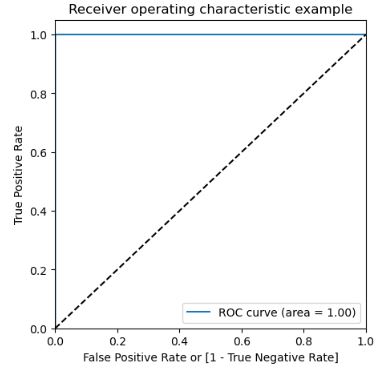 Receiver operating characteristic example
1.0
0.8
0.6
0.4
0.2
0.0
True Positive Rate
ROC curve (area = 1.00)
0.0 0.2 0.4 0.6 0.8 1.0
False Positive Rate or [1 - True Negative Rate]